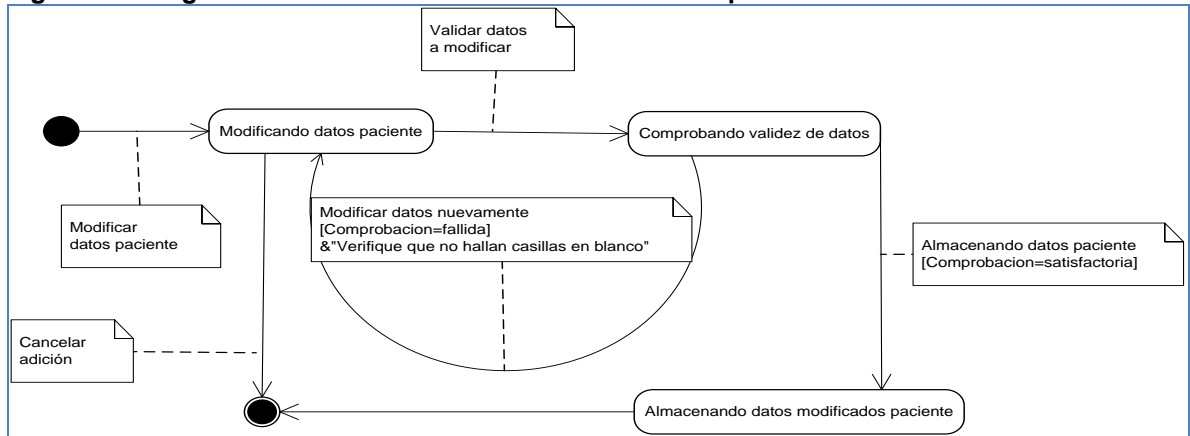 Validar datos
a modificar
Modificando datos paciente
Comprobando validez de datos
Modificar datos nuevamente
[Comprobacion=fallida]
&"Verifique que no hallan casillas en blanco"
Modificar
datos paciente
Almacenando datos paciente
[Comprobacion=satisfactoria]
Cancelar
adición
Almacenando datos modificados paciente